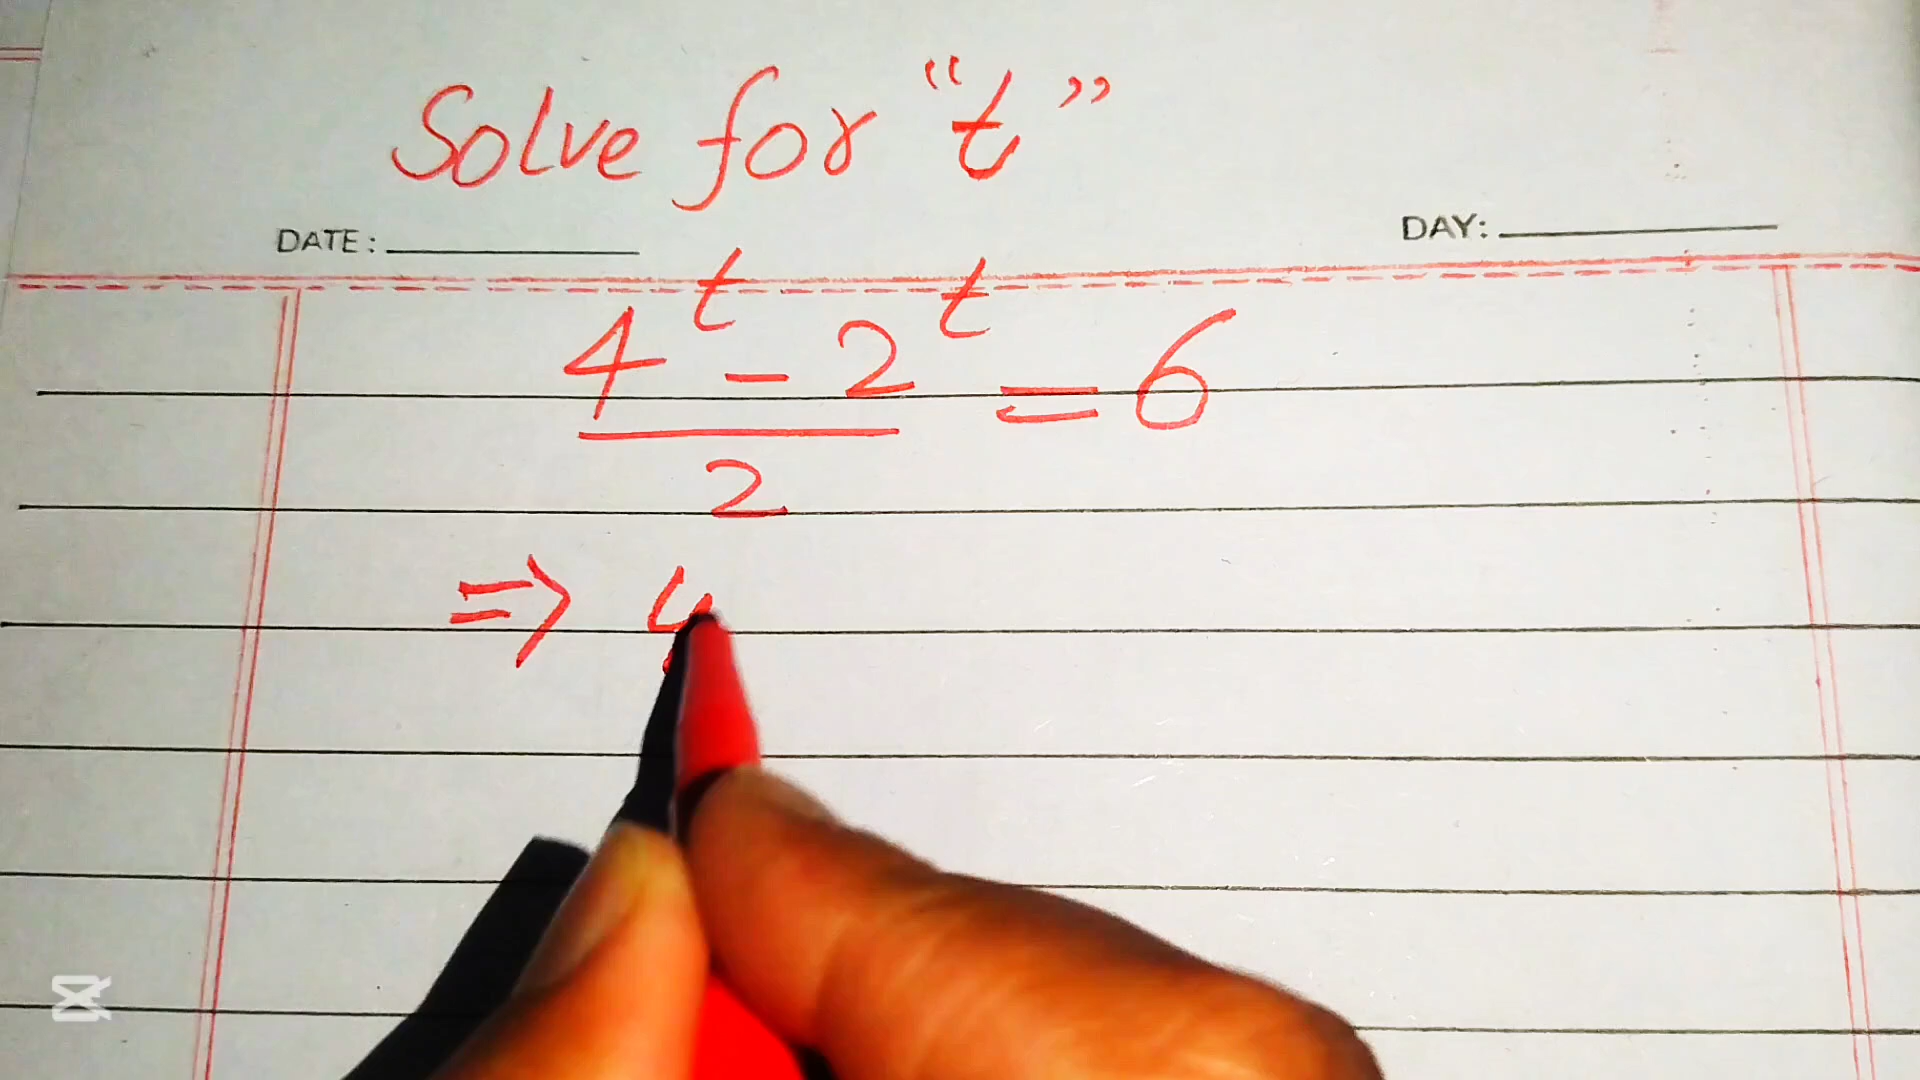 Solve for "t"
DATE: DAY:
4^t - 2^t / 2 = 6
=> 4